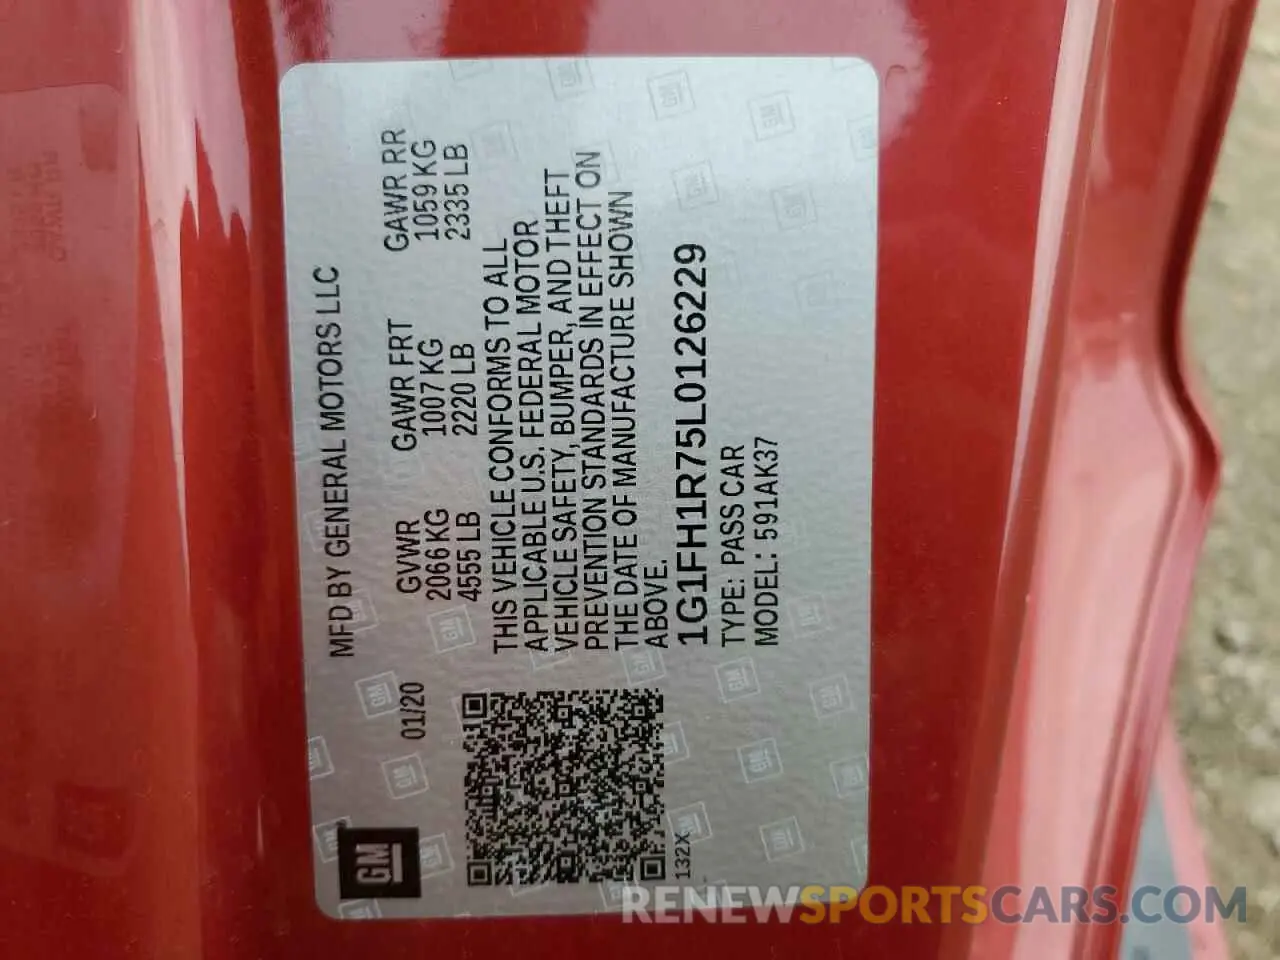 MFD BY GENERAL MOTORS LLC
01/20
GVWR GAWR FRT GAWR RR
2066 KG 1007 KG 1059 KG
4555 LB 2220 LB 2335 LB
THIS VEHICLE CONFORMS TO ALL
APPLICABLE U.S. FEDERAL MOTOR
VEHICLE SAFETY, BUMPER, AND THEFT
PREVENTION STANDARDS IN EFFECT ON
THE DATE OF MANUFACTURE SHOWN
ABOVE.
1G1FH1R75L0126229
TYPE: PASS CAR
MODEL: 591AK37
GM
132X
RENEWSPORTSCARS.COM